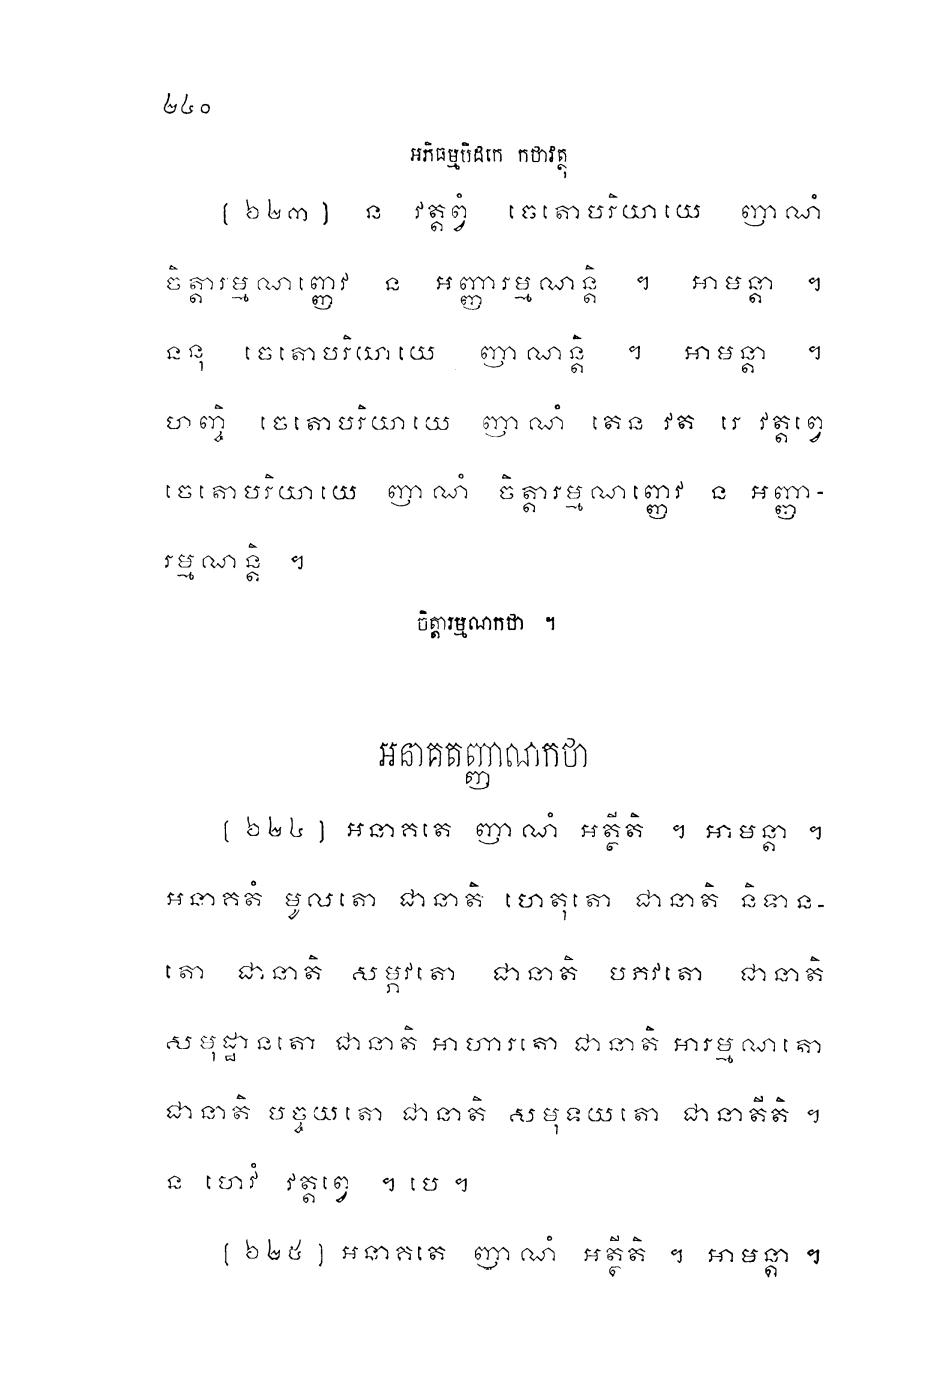 ២៤០
អភិធម្មបិដកេ កថាវត្ថុ
[ ៦២៣ ] ន វត្តព្វំ ចេតោបរិយាយេ ញាណំ
ចិត្តារម្មណញ្ញេវ ន អញ្ញារម្មណន្តិ ។ អាមន្តា ។
ននុ ចេតោបរិយាយេ ញាណន្តិ ។ អាមន្តា ។
ហញ្ចិ ចេតោបរិយាយេ ញាណំ តេន វត រេ វត្តព្វេ
ចេតោបរិយាយេ ញាណំ ចិត្តារម្មណញ្ញេវ ន អញ្ញា-
រម្មណន្តិ ។
ចិត្តារម្មណកថា ។
អនាគតញ្ញាណកថា
[ ៦២៤ ] អនាគតេ ញាណំ អត្ថីតិ ។ អាមន្តា ។
អនាគតំ មូលតោ ជានាតិ ហេតុតោ ជានាតិ និទាន-
តោ ជានាតិ សម្ភវតោ ជានាតិ បភវតោ ជានាតិ
សមុដ្ឋានតោ ជានាតិ អាហារតោ ជានាតិ អារម្មណតោ
ជានាតិ បច្ចយតោ ជានាតិ សមុទយតោ ជានាតីតិ ។
ន ហេវំ វត្តព្វេ ។ បេ ។
[ ៦២៥ ] អនាគតេ ញាណំ អត្ថីតិ ។ អាមន្តា ។